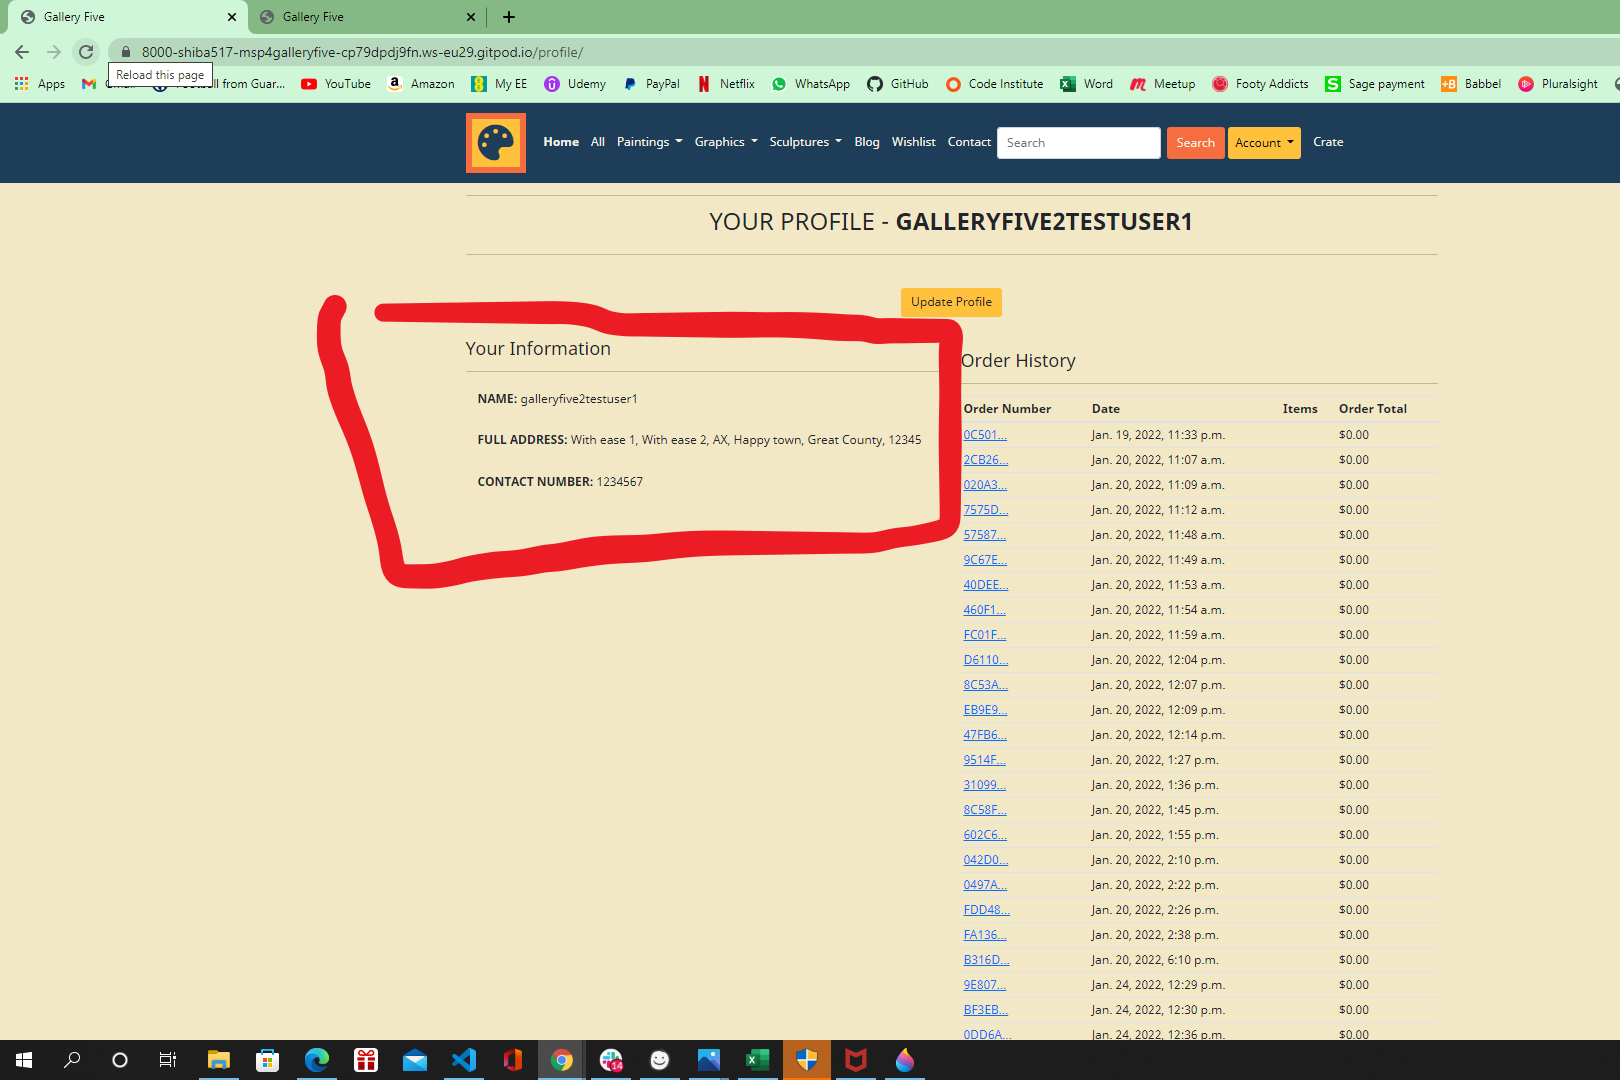 Gallery Five
Gallery Five
8000-shiba517-msp4galleryfive-cp79dpdj9fn.ws-eu29.gitpod.io/profile/
Reload this page
Apps
from Guar... YouTube Amazon My EE Udemy PayPal Netflix WhatsApp GitHub Code Institute Word Meetup Footy Addicts Sage payment Babbel Pluralsight
Home All Paintings Graphics Sculptures Blog Wishlist Contact Search Search Account Crate
YOUR PROFILE - GALLERYFIVE2TESTUSER1
Update Profile
Your Information
NAME: galleryfive2testuser1
FULL ADDRESS: With ease 1, With ease 2, AX, Happy town, Great County, 12345
CONTACT NUMBER: 1234567
Order History
Order Number Date Items Order Total
0C501... Jan. 19, 2022, 11:33 p.m. $0.00
2CB26... Jan. 20, 2022, 11:07 a.m. $0.00
020A3... Jan. 20, 2022, 11:09 a.m. $0.00
7575D... Jan. 20, 2022, 11:12 a.m. $0.00
57587... Jan. 20, 2022, 11:48 a.m. $0.00
9C67E... Jan. 20, 2022, 11:49 a.m. $0.00
40DEE... Jan. 20, 2022, 11:53 a.m. $0.00
460F1... Jan. 20, 2022, 11:54 a.m. $0.00
FC01F... Jan. 20, 2022, 11:59 a.m. $0.00
D6110... Jan. 20, 2022, 12:04 p.m. $0.00
8C53A... Jan. 20, 2022, 12:07 p.m. $0.00
EB9E9... Jan. 20, 2022, 12:09 p.m. $0.00
47FB6... Jan. 20, 2022, 12:14 p.m. $0.00
9514F... Jan. 20, 2022, 1:27 p.m. $0.00
31099... Jan. 20, 2022, 1:36 p.m. $0.00
8C58F... Jan. 20, 2022, 1:45 p.m. $0.00
602C6... Jan. 20, 2022, 1:55 p.m. $0.00
042D0... Jan. 20, 2022, 2:10 p.m. $0.00
0497A... Jan. 20, 2022, 2:22 p.m. $0.00
FDD48... Jan. 20, 2022, 2:26 p.m. $0.00
FA136... Jan. 20, 2022, 2:38 p.m. $0.00
B316D... Jan. 20, 2022, 6:10 p.m. $0.00
9E807... Jan. 24, 2022, 12:29 p.m. $0.00
BF3EB... Jan. 24, 2022, 12:30 p.m. $0.00
0DD6A... Jan. 24, 2022, 12:36 p.m. $0.00
14